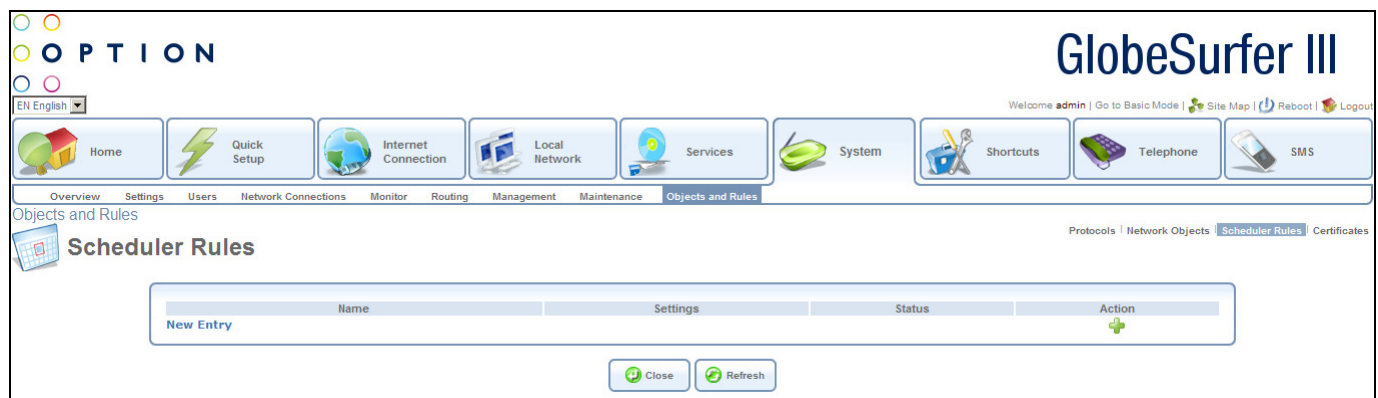 OPTION
GlobeSurfer III
EN English
Welcome admin | Go to Basic Mode | Site Map | Reboot | Logout
Home
Quick Setup
Internet Connection
Local Network
Services
System
Shortcuts
Telephone
SMS
Overview Settings Users Network Connections Monitor Routing Management Maintenance Objects and Rules
Objects and Rules
Protocols | Network Objects | Scheduler Rules | Certificates
Scheduler Rules
Name Settings Status Action
New Entry
Close Refresh